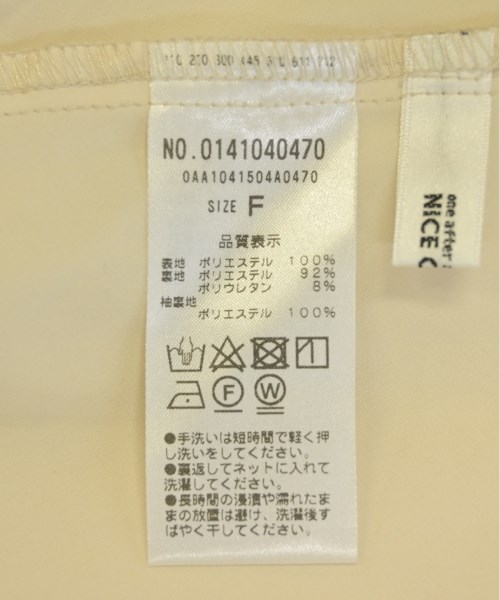 NO.0141040470
0AA1041504A0470
SIZE F
品質表示
表地 ポリエステル 100%
裏地 ポリエステル 92%
ポリウレタン 8%
袖裏地
ポリエステル 100%
F W
●手洗いは短時間で軽く押
し洗いをしてください。
●裏返してネットに入れて
洗濯してください。
●長時間の浸漬や濡れたま
まの放置は避け、洗濯後す
ばやく干してください。
one after
NICE